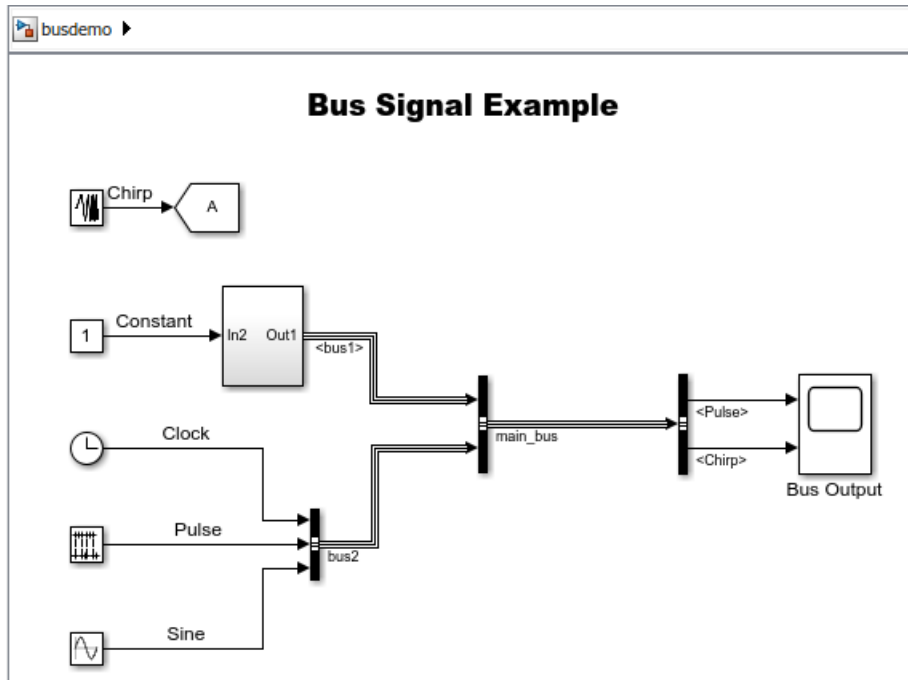 busdemo
Bus Signal Example
Chirp
A
Constant
1
In2 Out1
<bus1>
Clock
Pulse
bus2
Sine
main_bus
<Pulse>
<Chirp>
Bus Output